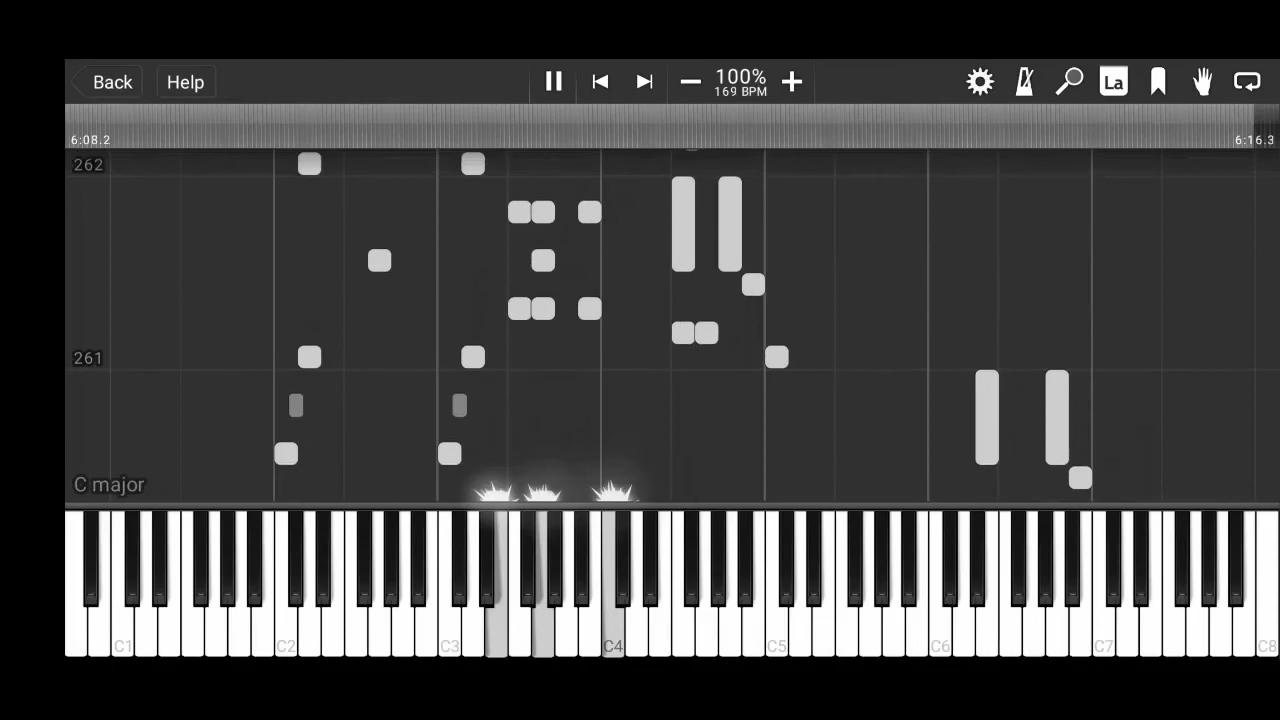 Back Help 100% La
169 BPM
6:08.2 6:16.3
262
261
C major
C1 C2 C3 C4 C5 C6 C7 C8